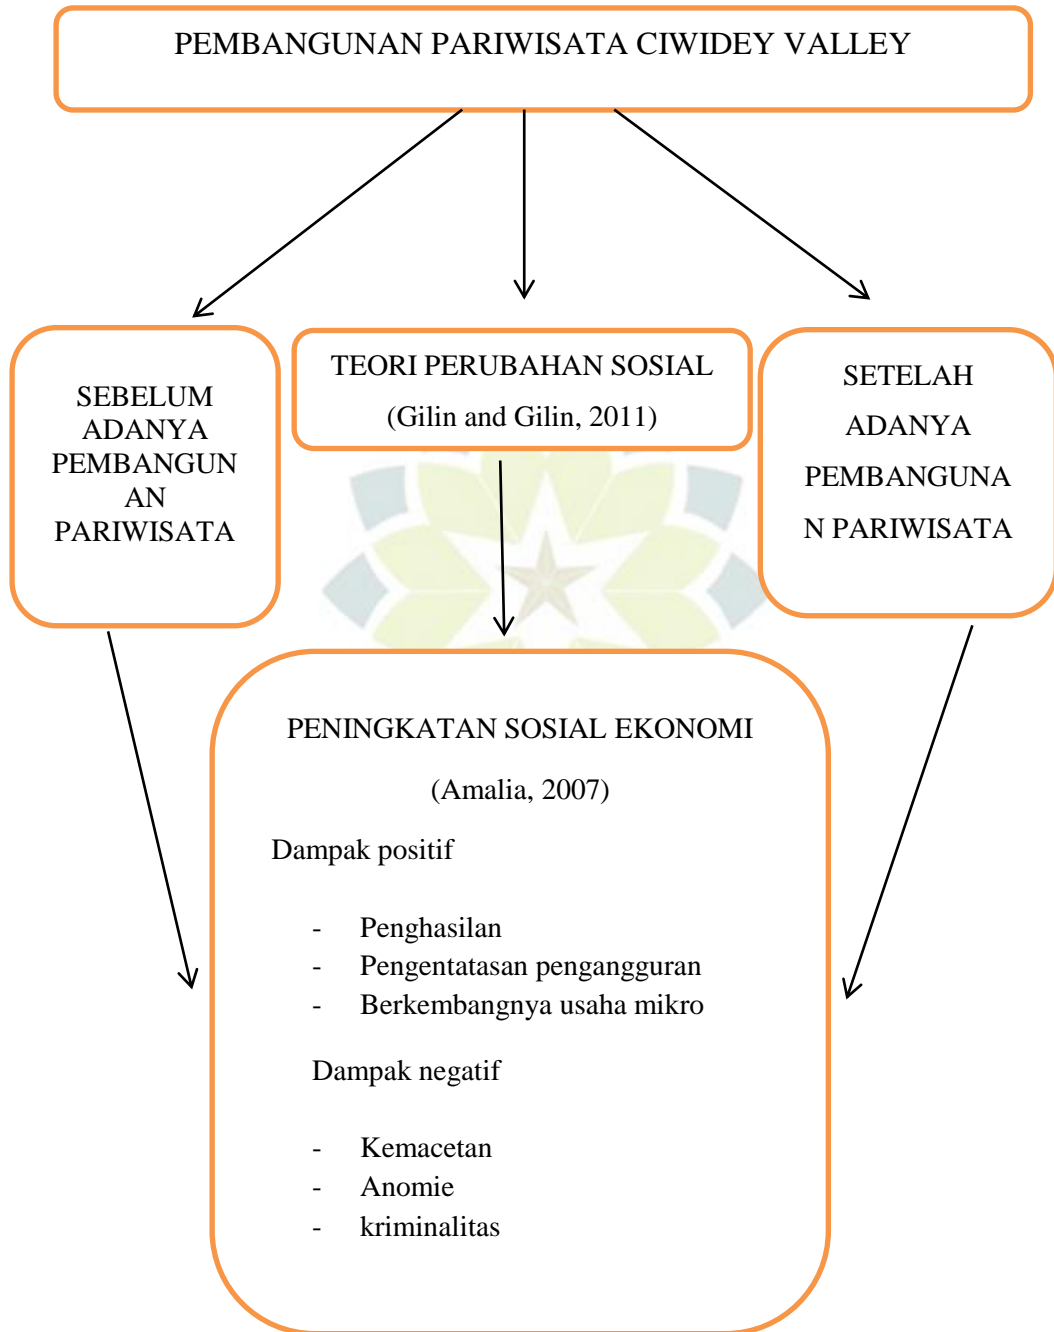 PEMBANGUNAN PARIWISATA CIWIDEY VALLEY
SEBELUM
ADANYA
PEMBANGUN
AN
PARIWISATA
TEORI PERUBAHAN SOSIAL
(Gilin and Gilin, 2011)
SETELAH
ADANYA
PEMBANGUNA
N PARIWISATA
PENINGKATAN SOSIAL EKONOMI
(Amalia, 2007)
Dampak positif
- Penghasilan
- Pengentatasan pengangguran
- Berkembangnya usaha mikro
Dampak negatif
- Kemacetan
- Anomie
- kriminalitas